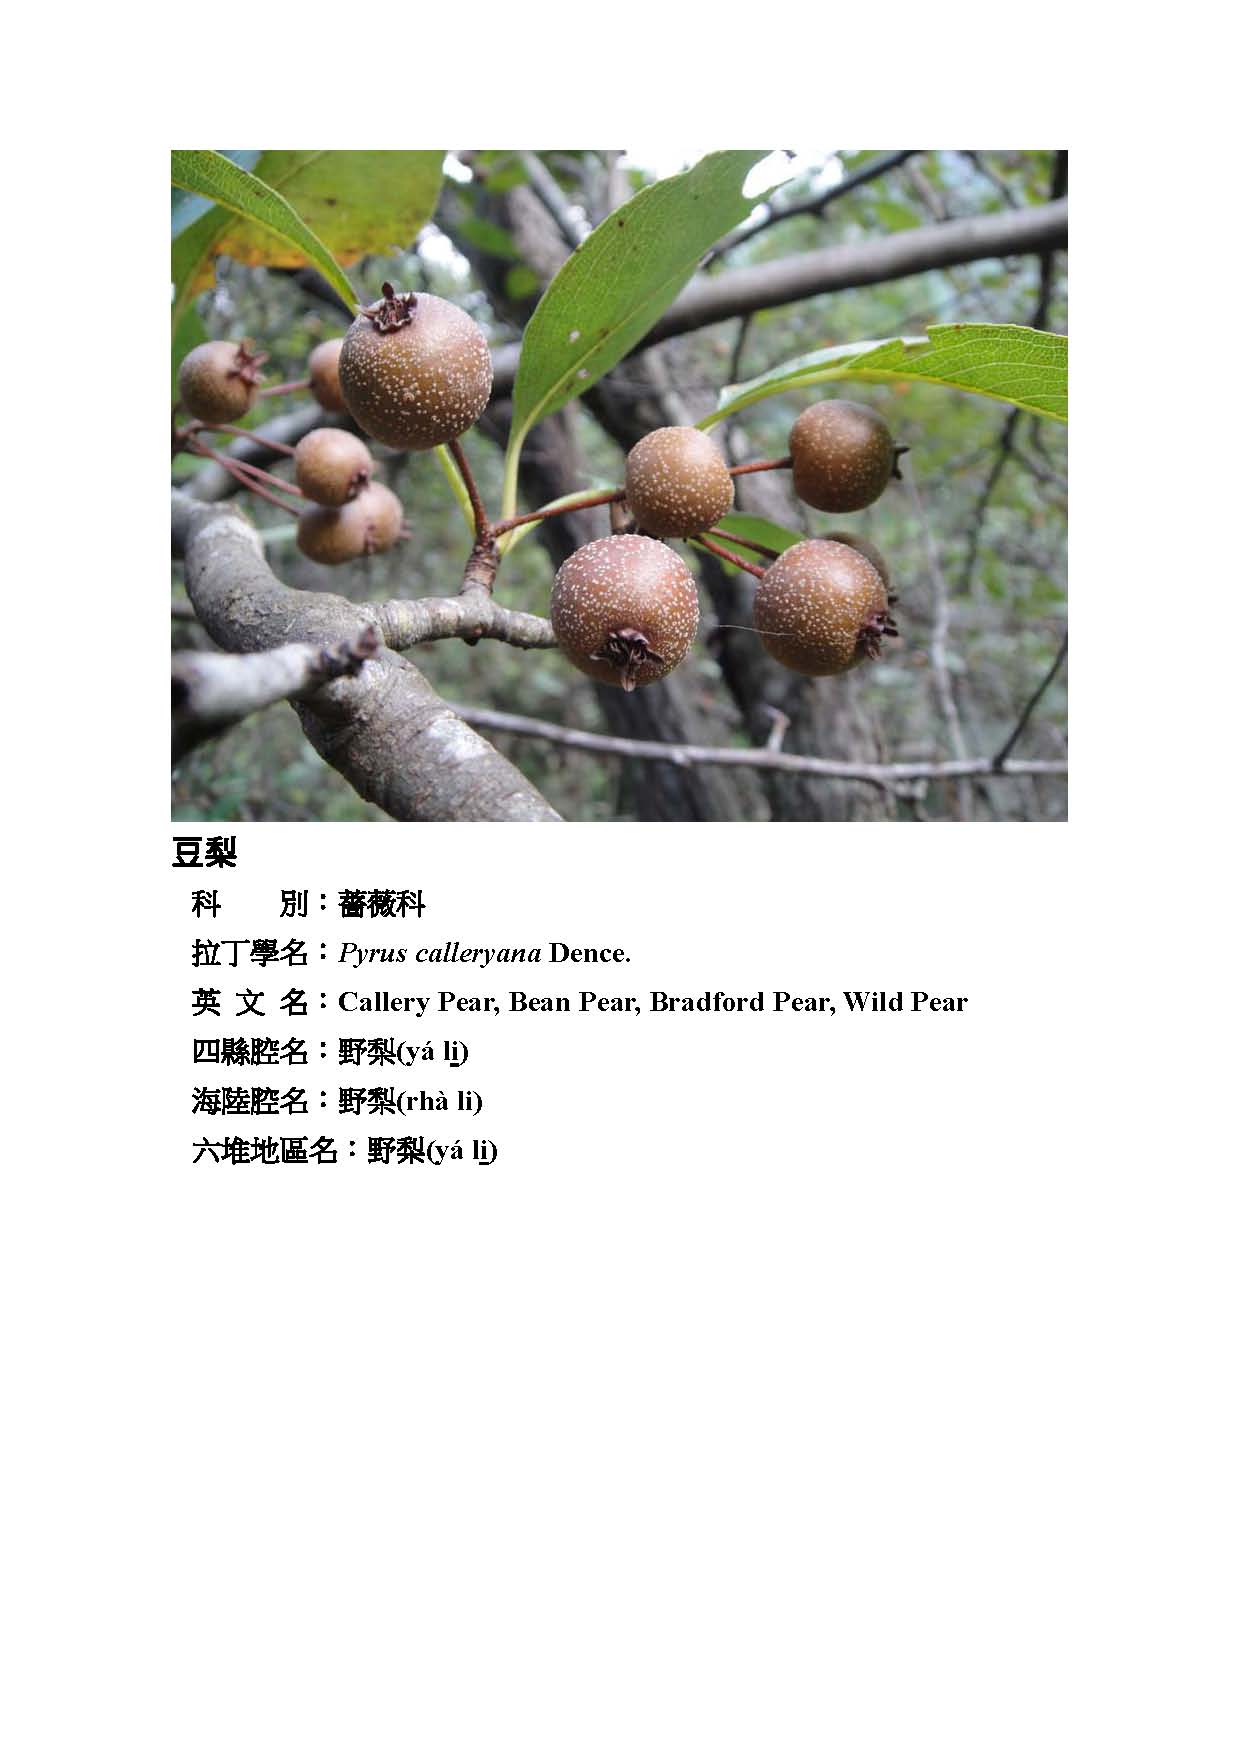 豆梨
科　　別：薔薇科
拉丁學名：Pyrus calleryana Dence.
英 文 名：Callery Pear, Bean Pear, Bradford Pear, Wild Pear
四縣腔名：野梨(yá li)
海陸腔名：野梨(rhà li)
六堆地區名：野梨(yá li)